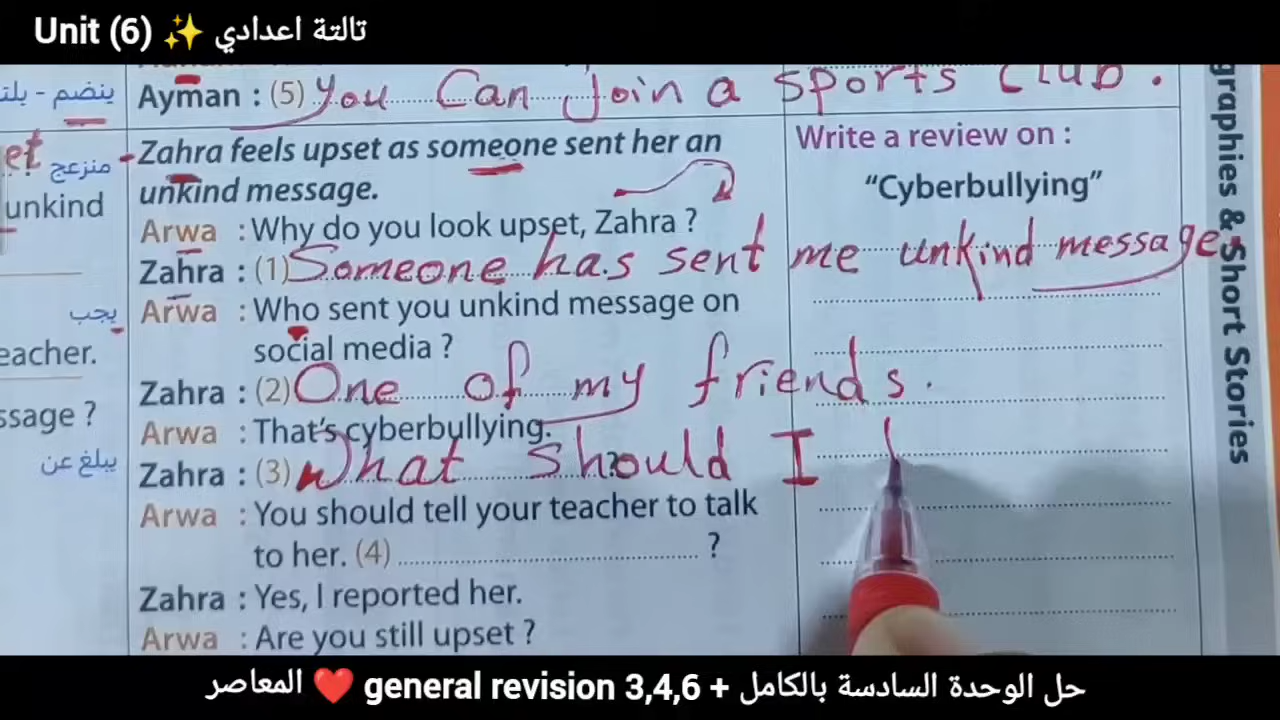 Unit (6) ✨ تالتة اعدادي
ينضم - يلتـ
Ayman : (5) you Can join a sports Club.
et منزعج
unkind
يجب
eacher.
ssage ?
يبلغ عن
Zahra feels upset as someone sent her an
unkind message.
Arwa : Why do you look upset, Zahra ?
Zahra : (1) Someone has sent me unkind message
Arwa : Who sent you unkind message on
social media ?
Zahra : (2) One of my friends.
Arwa : That's cyberbullying.
Zahra : (3) What should I
Arwa : You should tell your teacher to talk
to her. (4) ........................................ ?
Zahra : Yes, I reported her.
Arwa : Are you still upset ?
Write a review on :
“Cyberbullying”
graphies & Short Stories
حل الوحدة السادسة بالكامل + general revision 3,4,6 ❤️ المعاصر